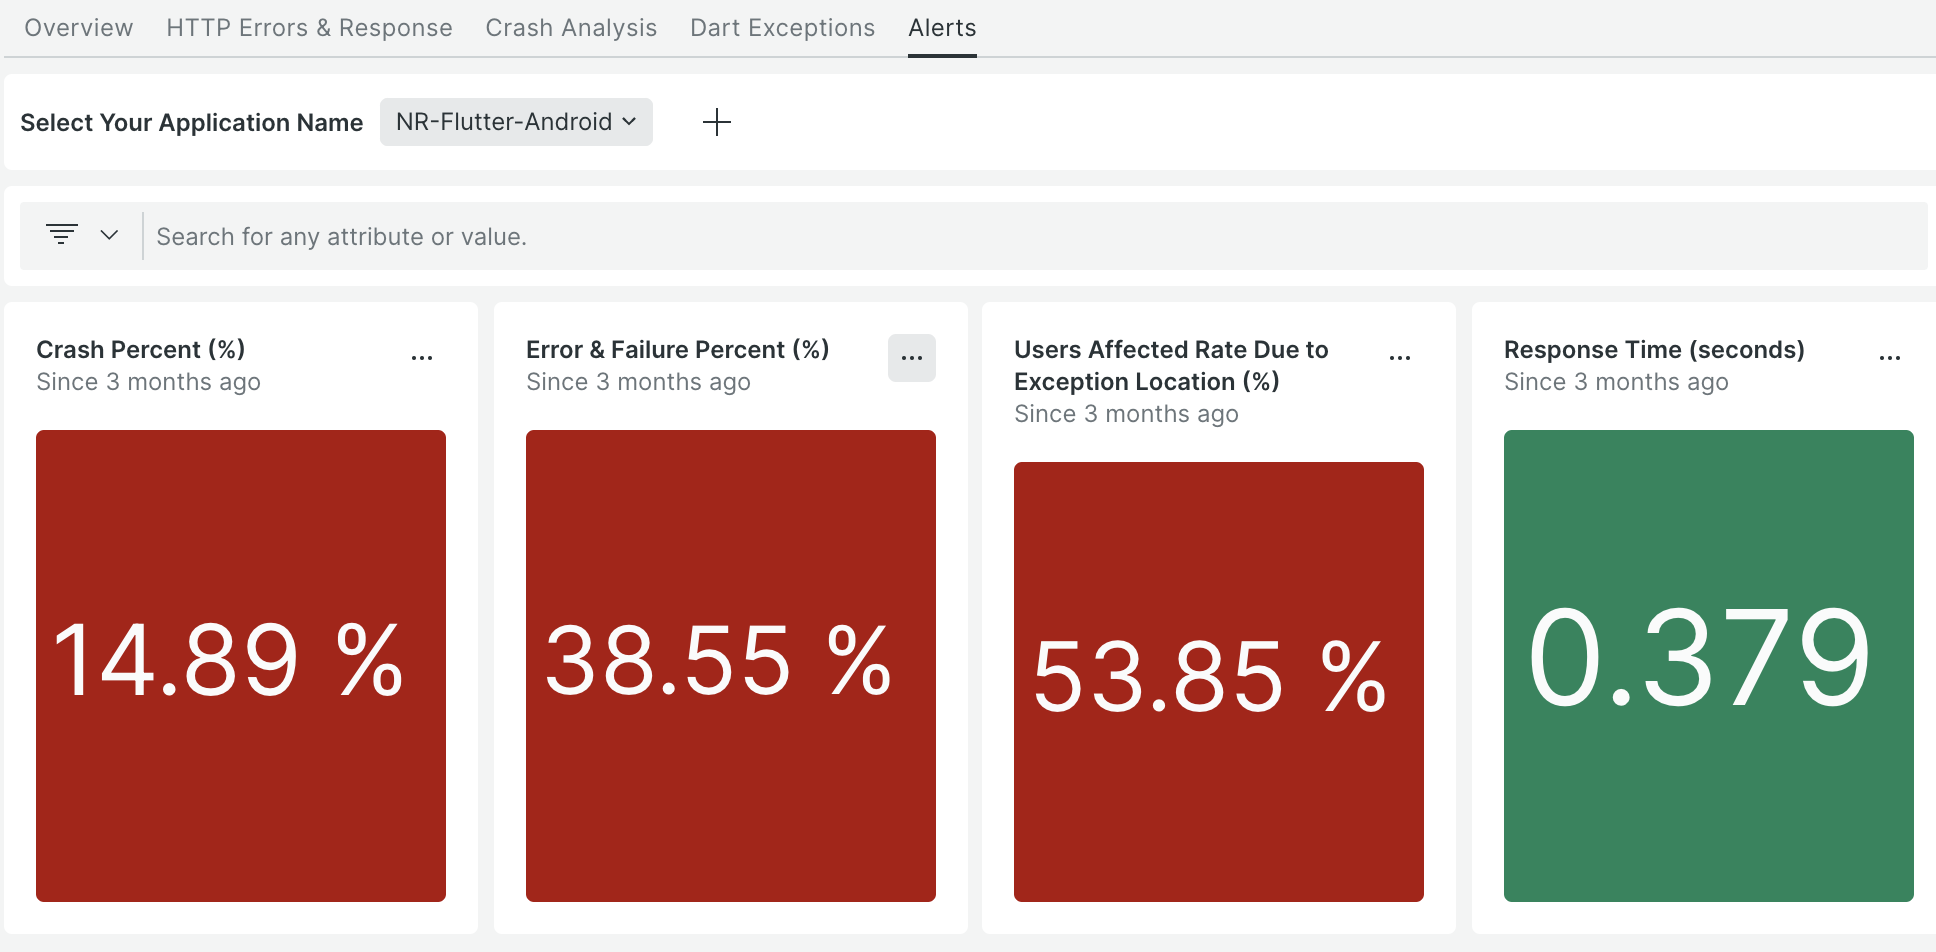 Overview HTTP Errors & Response Crash Analysis Dart Exceptions Alerts
Select Your Application Name NR-Flutter-Android
Search for any attribute or value.
Crash Percent (%)
Since 3 months ago
14.89 %
Error & Failure Percent (%)
Since 3 months ago
38.55 %
Users Affected Rate Due to
Exception Location (%)
Since 3 months ago
53.85 %
Response Time (seconds)
Since 3 months ago
0.379